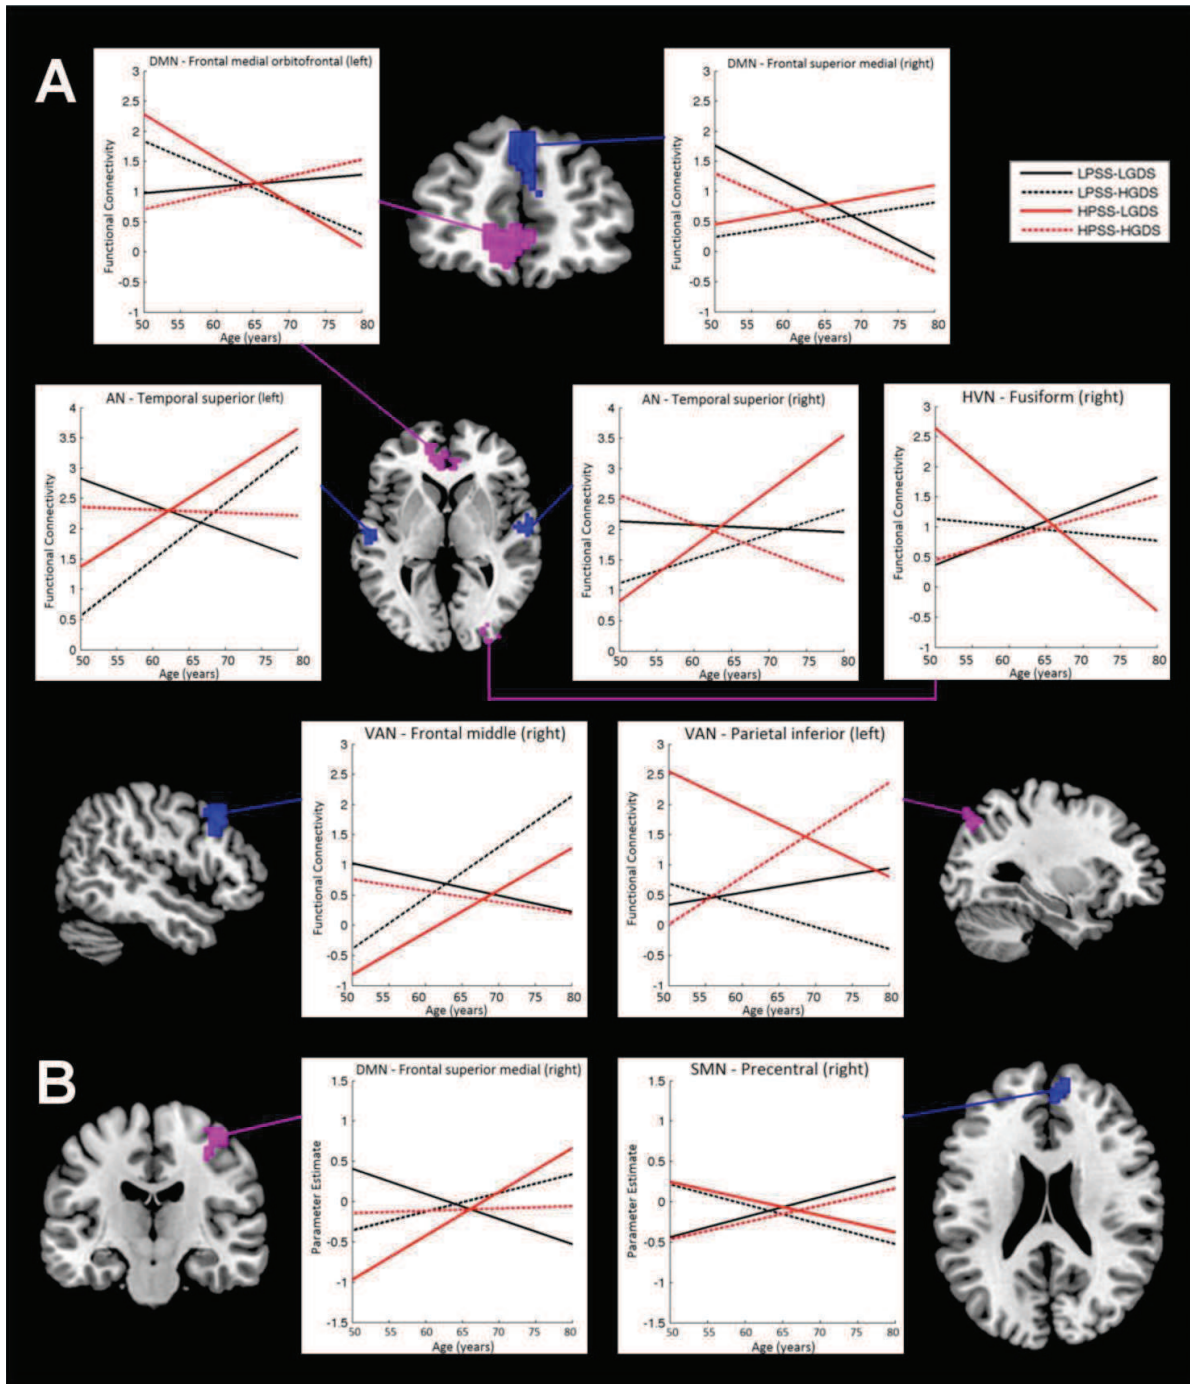 A
DMN - Frontal medial orbitofrontal (left)
Functional Connectivity
3
2.5
2
1.5
1
0.5
0
-0.5
-1
50 55 60 65 70 75 80
Age (years)
DMN - Frontal superior medial (right)
Functional Connectivity
3
2.5
2
1.5
1
0.5
0
-0.5
-1
50 55 60 65 70 75 80
Age (years)
LPSS-LGDS
LPSS-HGDS
HPSS-LGDS
HPSS-HGDS
AN - Temporal superior (left)
Functional Connectivity
4
3.5
3
2.5
2
1.5
1
0.5
0
50 55 60 65 70 75 80
Age (years)
AN - Temporal superior (right)
Functional Connectivity
4
3.5
3
2.5
2
1.5
1
0.5
0
50 55 60 65 70 75 80
Age (years)
HVN - Fusiform (right)
Functional Connectivity
3
2.5
2
1.5
1
0.5
0
-0.5
-1
50 55 60 65 70 75 80
Age (years)
VAN - Frontal middle (right)
Functional Connectivity
3
2.5
2
1.5
1
0.5
0
-0.5
-1
50 55 60 65 70 75 80
Age (years)
VAN - Parietal inferior (left)
Functional Connectivity
3
2.5
2
1.5
1
0.5
0
-0.5
-1
50 55 60 65 70 75 80
Age (years)
B
DMN - Frontal superior medial (right)
Parameter Estimate
1.5
1
0.5
0
-0.5
-1
-1.5
50 55 60 65 70 75 80
Age (years)
SMN - Precentral (right)
Parameter Estimate
1.5
1
0.5
0
-0.5
-1
-1.5
50 55 60 65 70 75 80
Age (years)